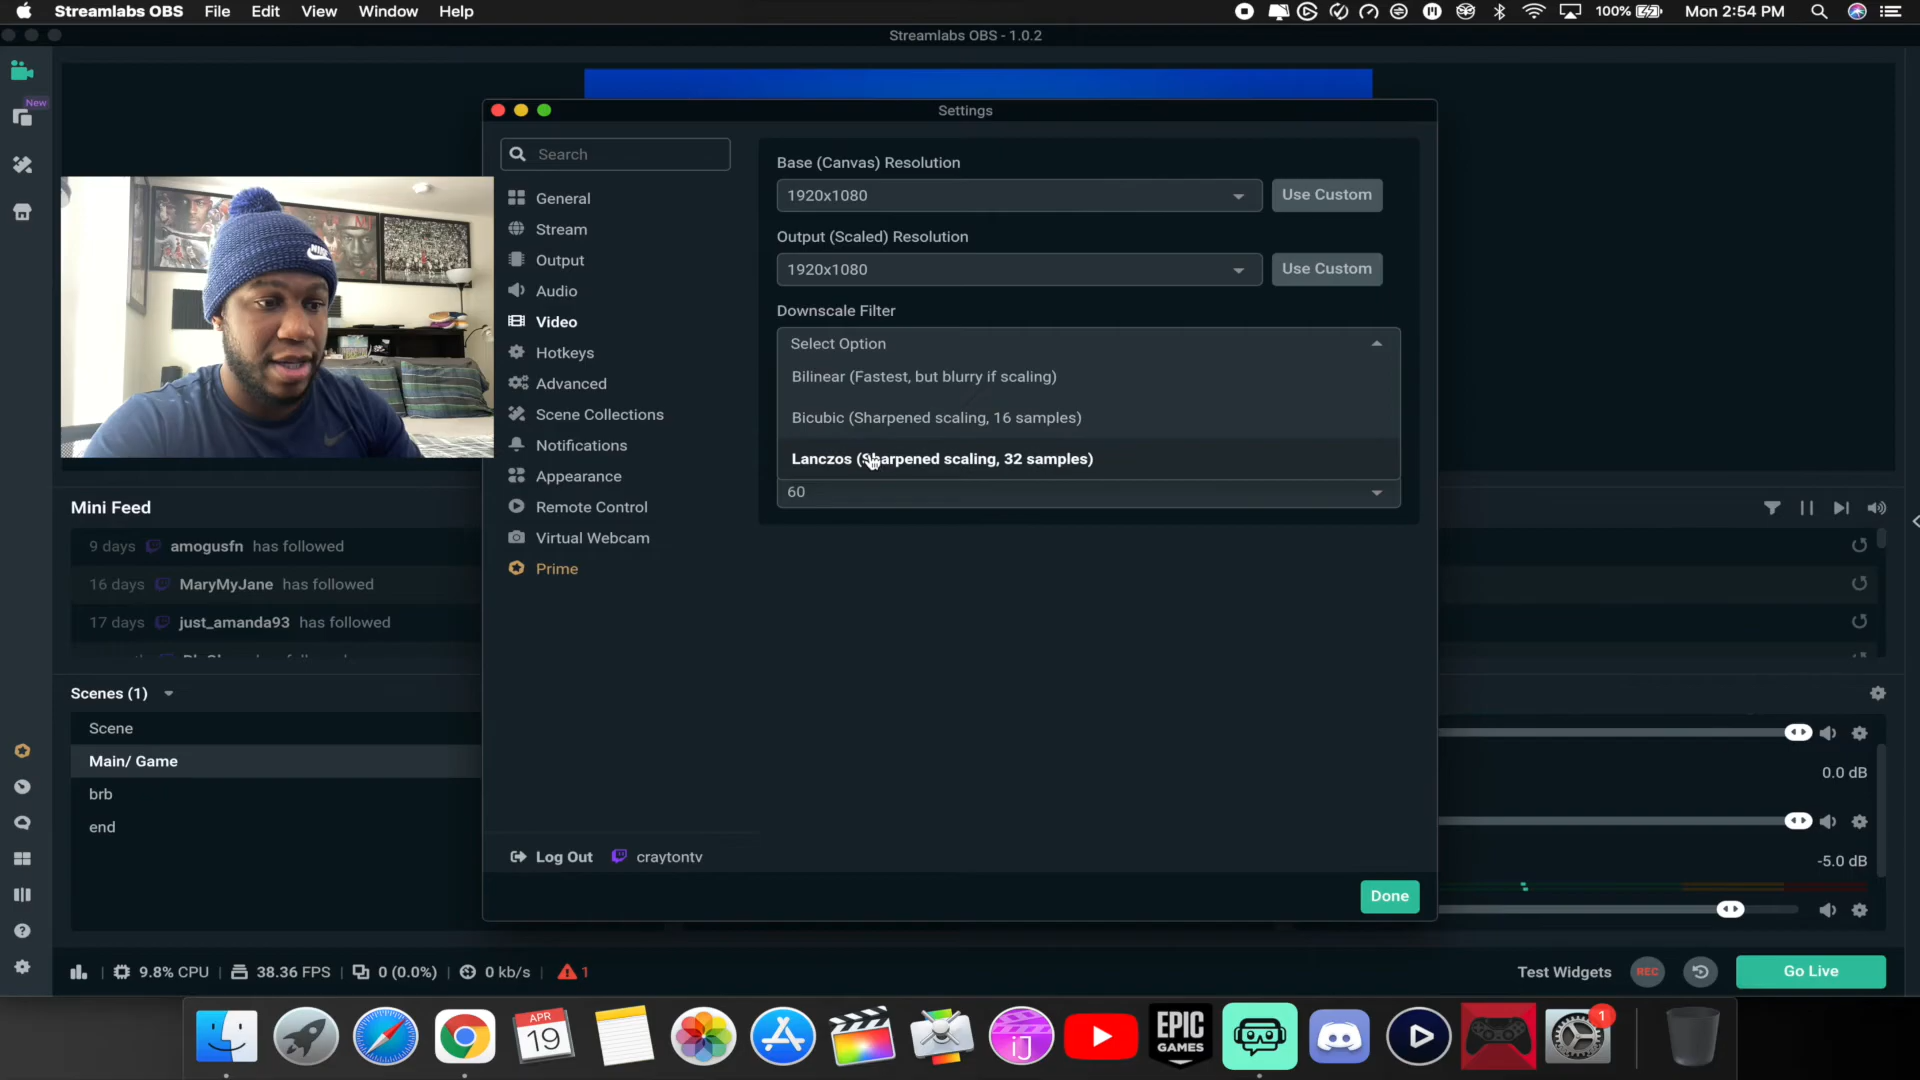 Streamlabs OBS File Edit View Window Help
100% Mon 2:54 PM
Streamlabs OBS - 1.0.2
New
Settings
Search
General
Stream
Output
Audio
Video
Hotkeys
Advanced
Scene Collections
Notifications
Appearance
Remote Control
Virtual Webcam
Prime
Log Out craytontv
Base (Canvas) Resolution
1920x1080 Use Custom
Output (Scaled) Resolution
1920x1080 Use Custom
Downscale Filter
Select Option
Bilinear (Fastest, but blurry if scaling)
Bicubic (Sharpened scaling, 16 samples)
Lanczos (Sharpened scaling, 32 samples)
60
Done
Mini Feed
9 days amogusfn has followed
16 days MaryMyJane has followed
17 days just_amanda93 has followed
Scenes (1)
Scene
Main/ Game
brb
end
0.0 dB
-5.0 dB
9.8% CPU 38.36 FPS 0 (0.0%) 0 kb/s 1
Test Widgets REC Go Live
APR
19
EPIC
GAMES
1